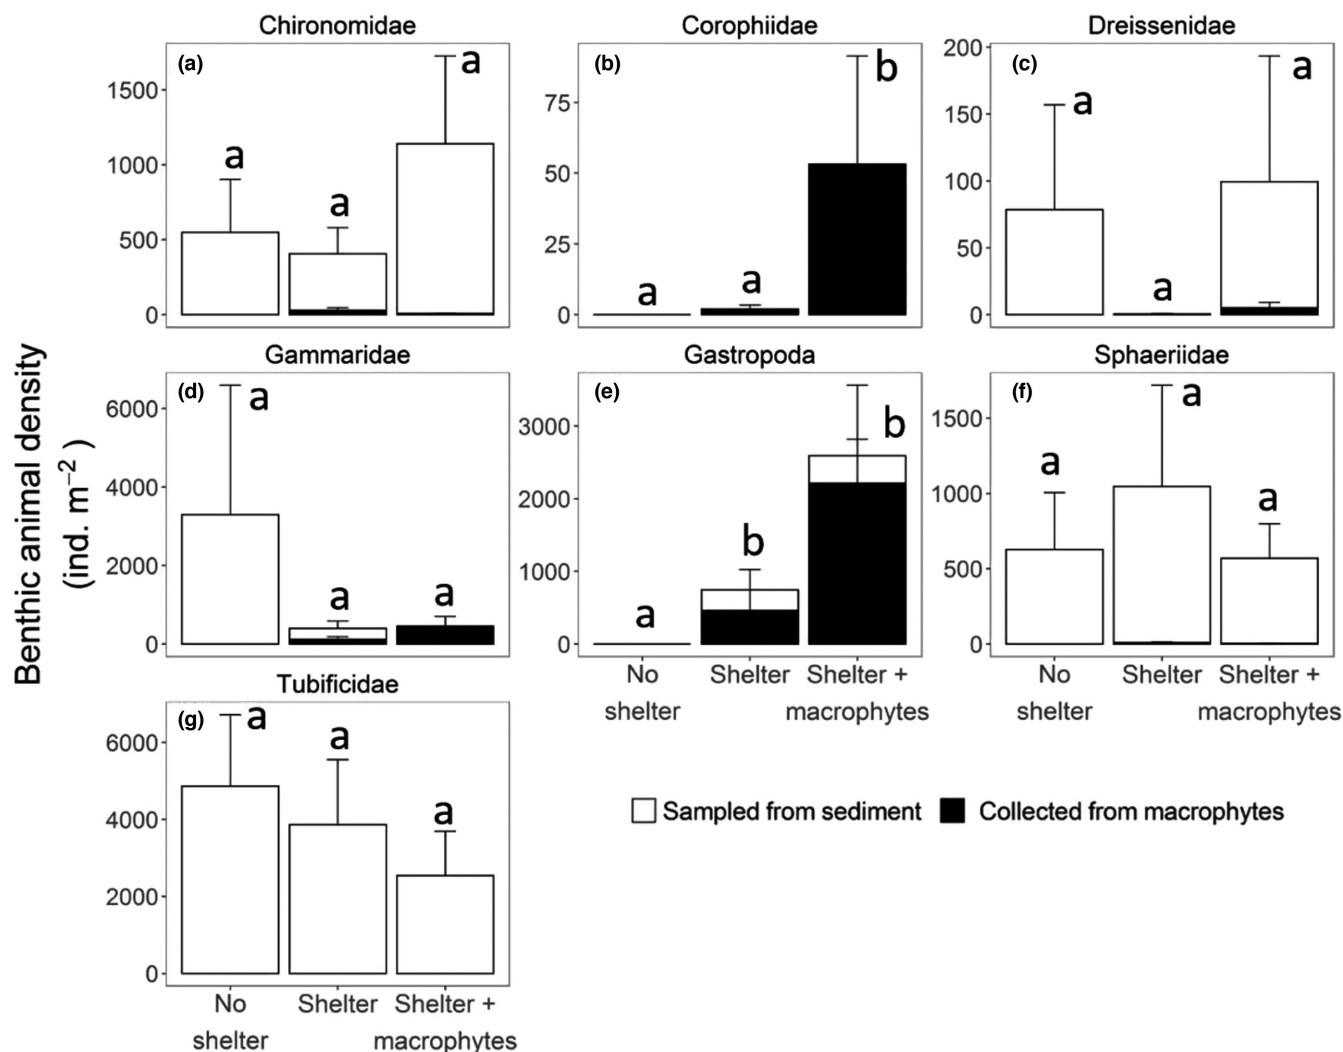 Chironomidae
(a)
1500
1000
500
0
a
a
a
Corophiidae
(b)
75
50
25
0
a
a
b
Dreissenidae
(c)
200
150
100
50
0
a
a
a
Benthic animal density
(ind. m⁻²)
Gammaridae
(d)
6000
4000
2000
0
a
a
a
Gastropoda
(e)
3000
2000
1000
0
a
b
b
No
shelter
Shelter
Shelter +
macrophytes
Sphaeriidae
(f)
1500
1000
500
0
a
a
a
No
shelter
Shelter
Shelter +
macrophytes
Tubificidae
(g)
6000
4000
2000
0
a
a
a
No
shelter
Shelter
Shelter +
macrophytes
Sampled from sediment
Collected from macrophytes